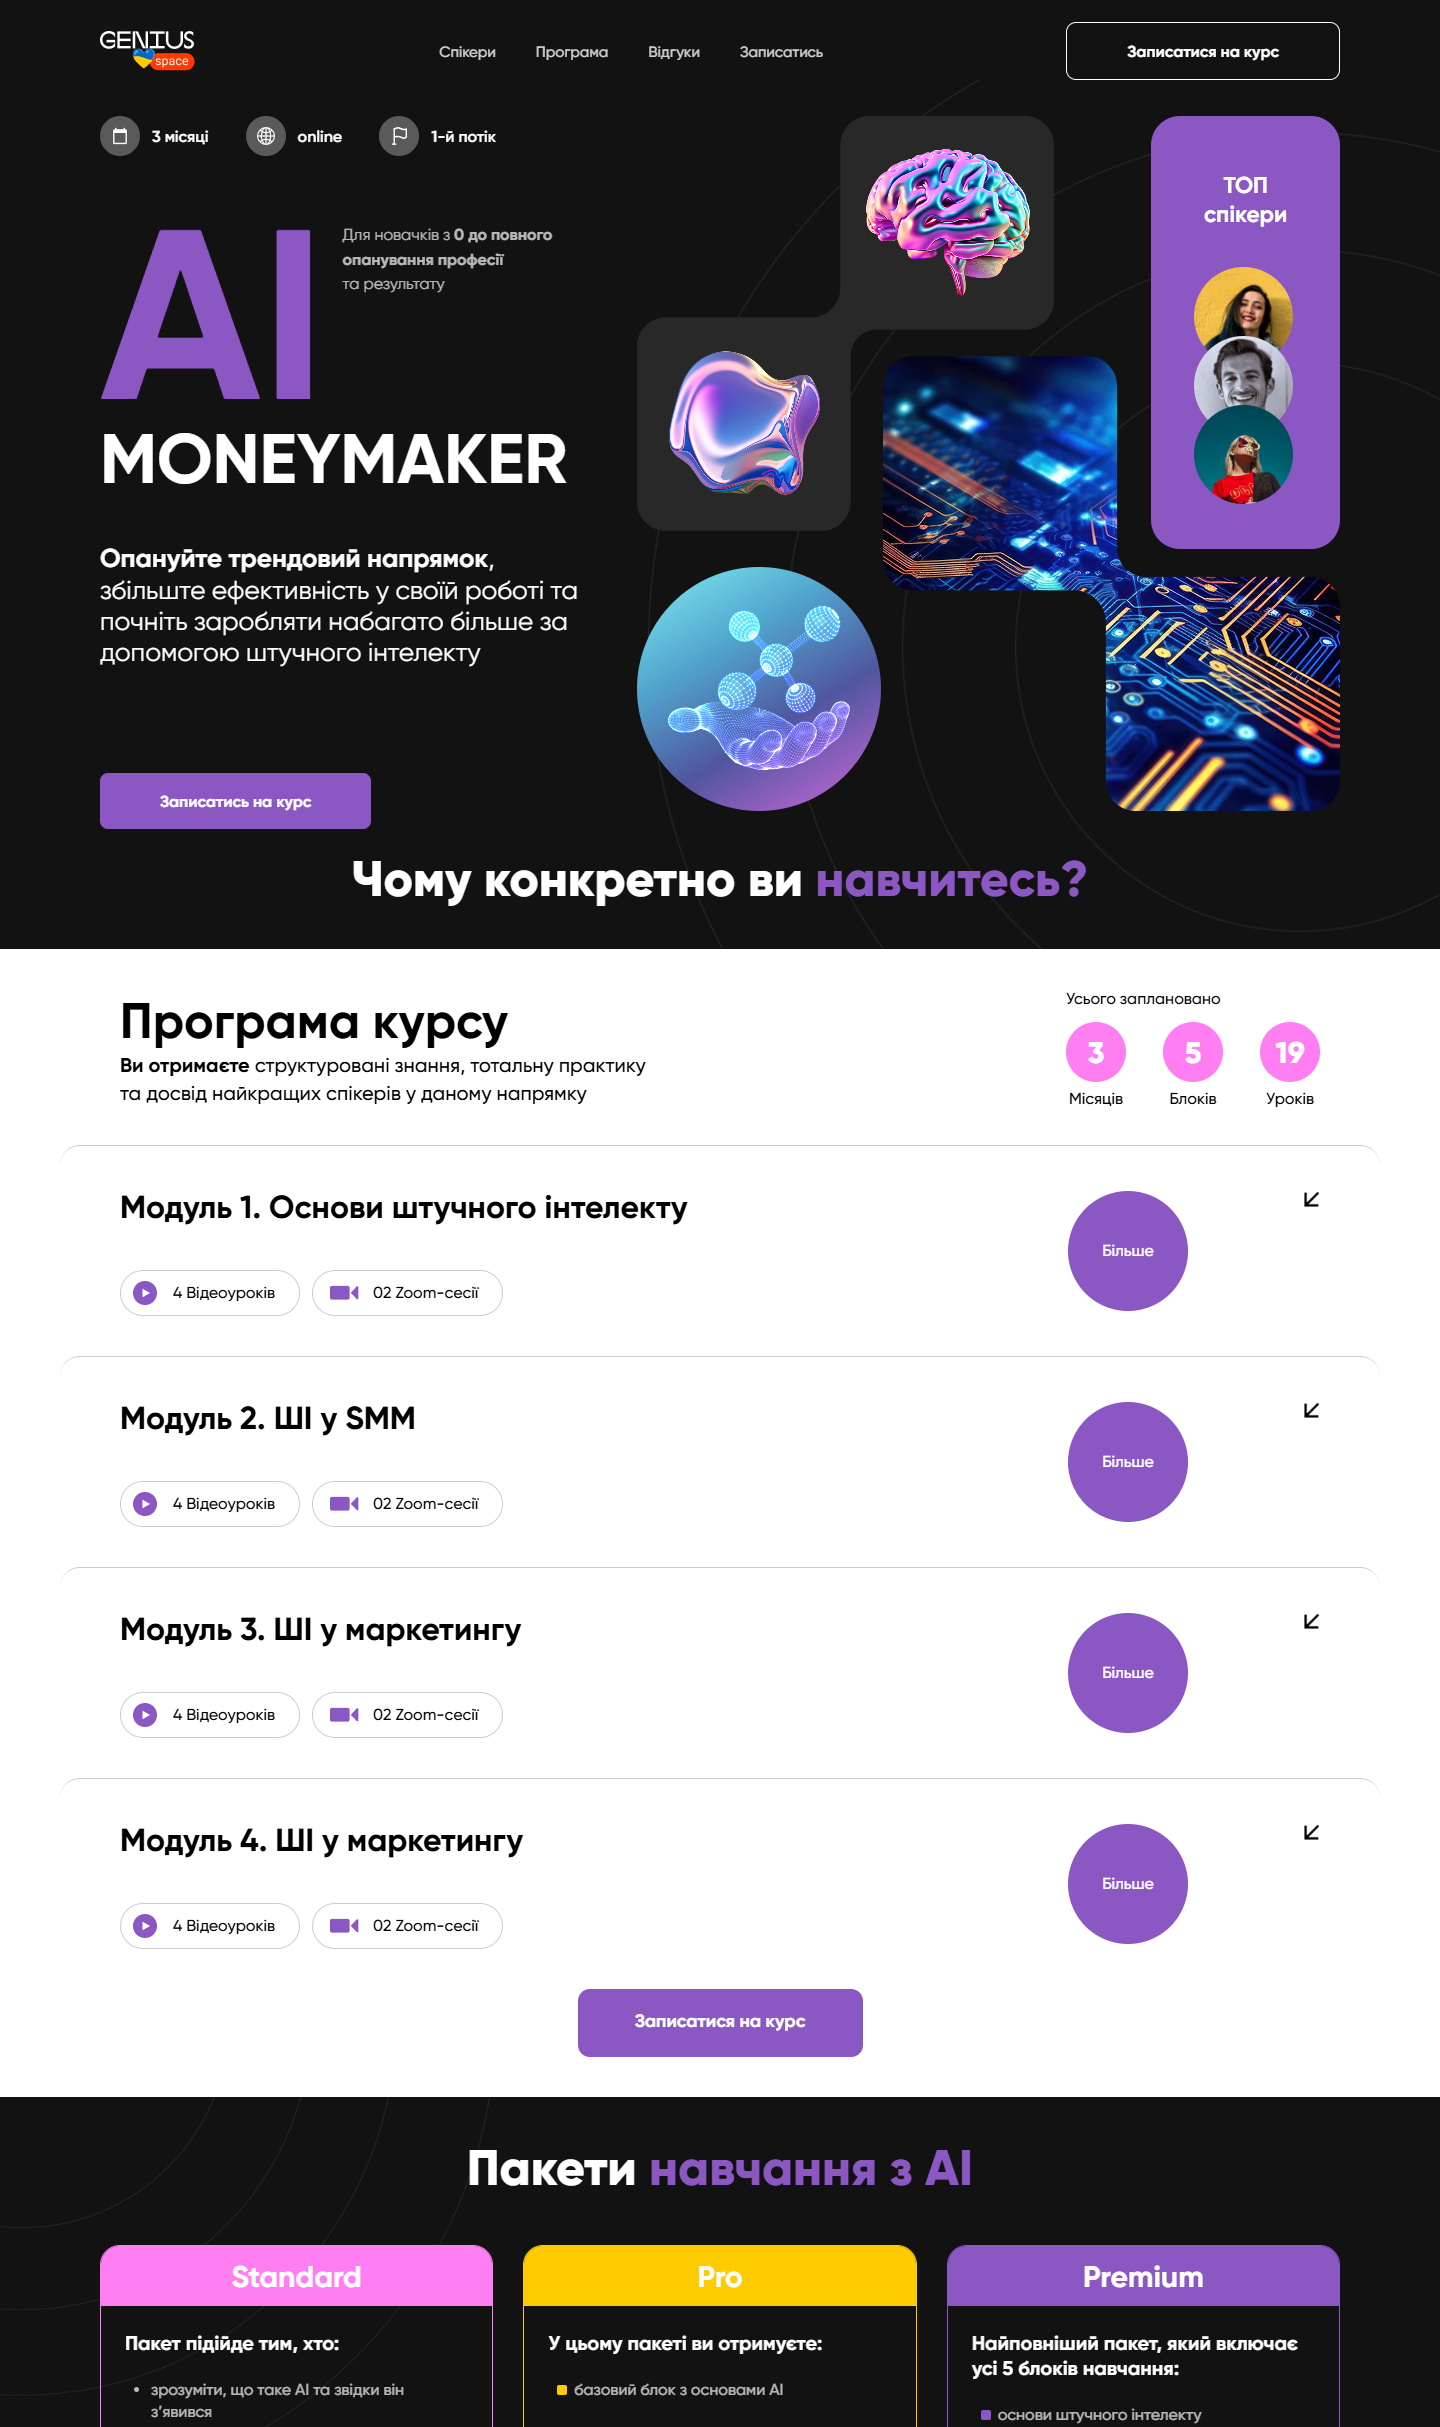 GENIUS
space
Спікери
Програма
Відгуки
Записатись
Записатися на курс
3 місяці
online
1-й потік
AI
Для новачків з 0 до повного
опанування професії
та результату
MONEYMAKER
Опануйте трендовий напрямок,
збільште ефективність у своїй роботі та
почніть заробляти набагато більше за
допомогою штучного інтелекту
Записатись на курс
ТОП
спікери
Чому конкретно ви навчитесь?
Програма курсу
Ви отримаєте структуровані знання, тотальну практику
та досвід найкращих спікерів у даному напрямку
Усього заплановано
3
5
19
Місяців
Блоків
Уроків
Модуль 1. Основи штучного інтелекту
4 Відеоуроків
02 Zoom-сесії
Більше
Модуль 2. ШІ у SMM
4 Відеоуроків
02 Zoom-сесії
Більше
Модуль 3. ШІ у маркетингу
4 Відеоуроків
02 Zoom-сесії
Більше
Модуль 4. ШІ у маркетингу
4 Відеоуроків
02 Zoom-сесії
Більше
Записатися на курс
Пакети навчання з AI
Standard
Пакет підійде тим, хто:
• зрозуміти, що таке AI та звідки він
з’явився
Pro
У цьому пакеті ви отримуєте:
базовий блок з основами AI
Premium
Найповніший пакет, який включає
усі 5 блоків навчання:
основи штучного інтелекту